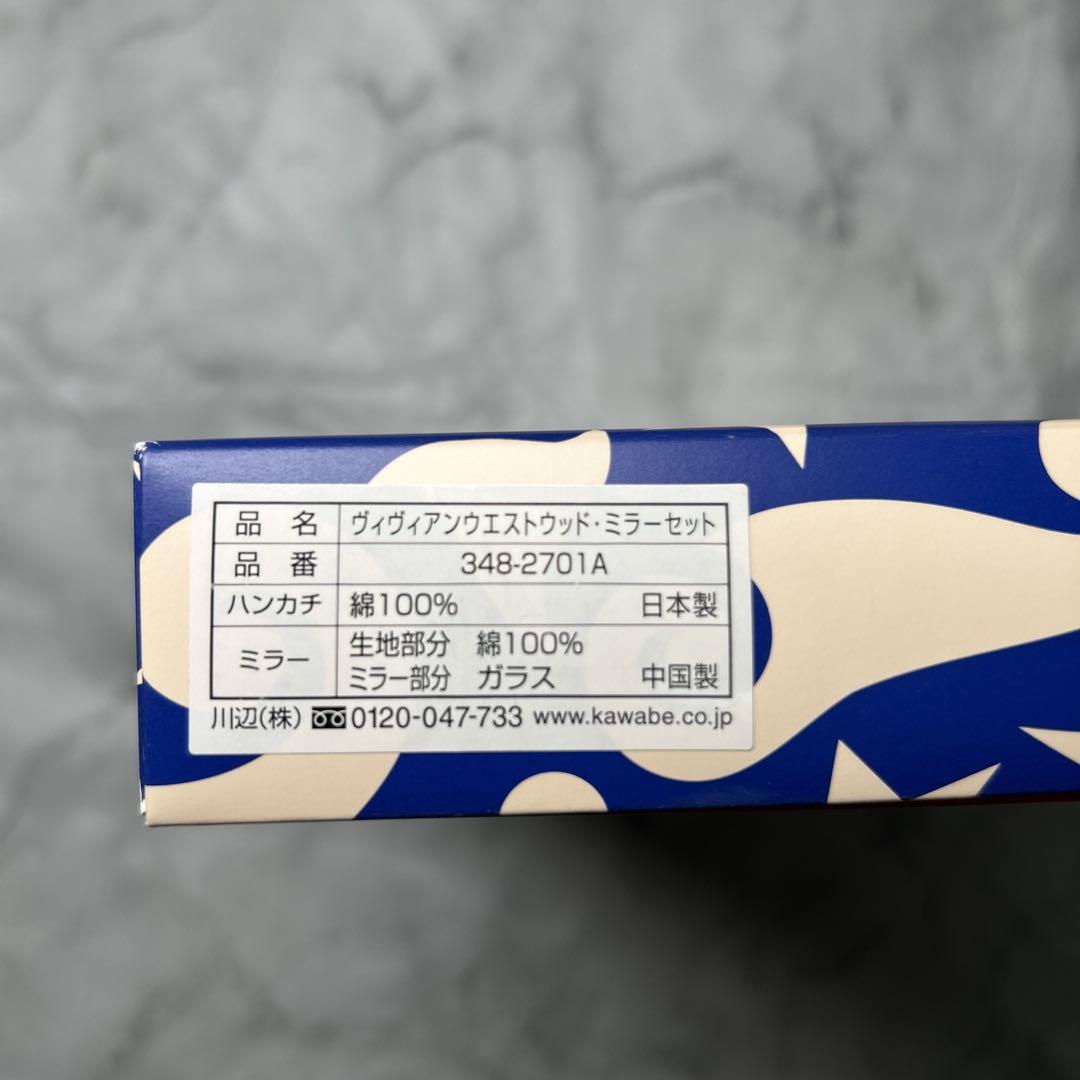 品名 ヴィヴィアンウエストウッド・ミラーセット
品番 348-2701A
ハンカチ 綿100% 日本製
ミラー 生地部分 綿100%
ミラー部分 ガラス 中国製
川辺(株) 0120-047-733 www.kawabe.co.jp